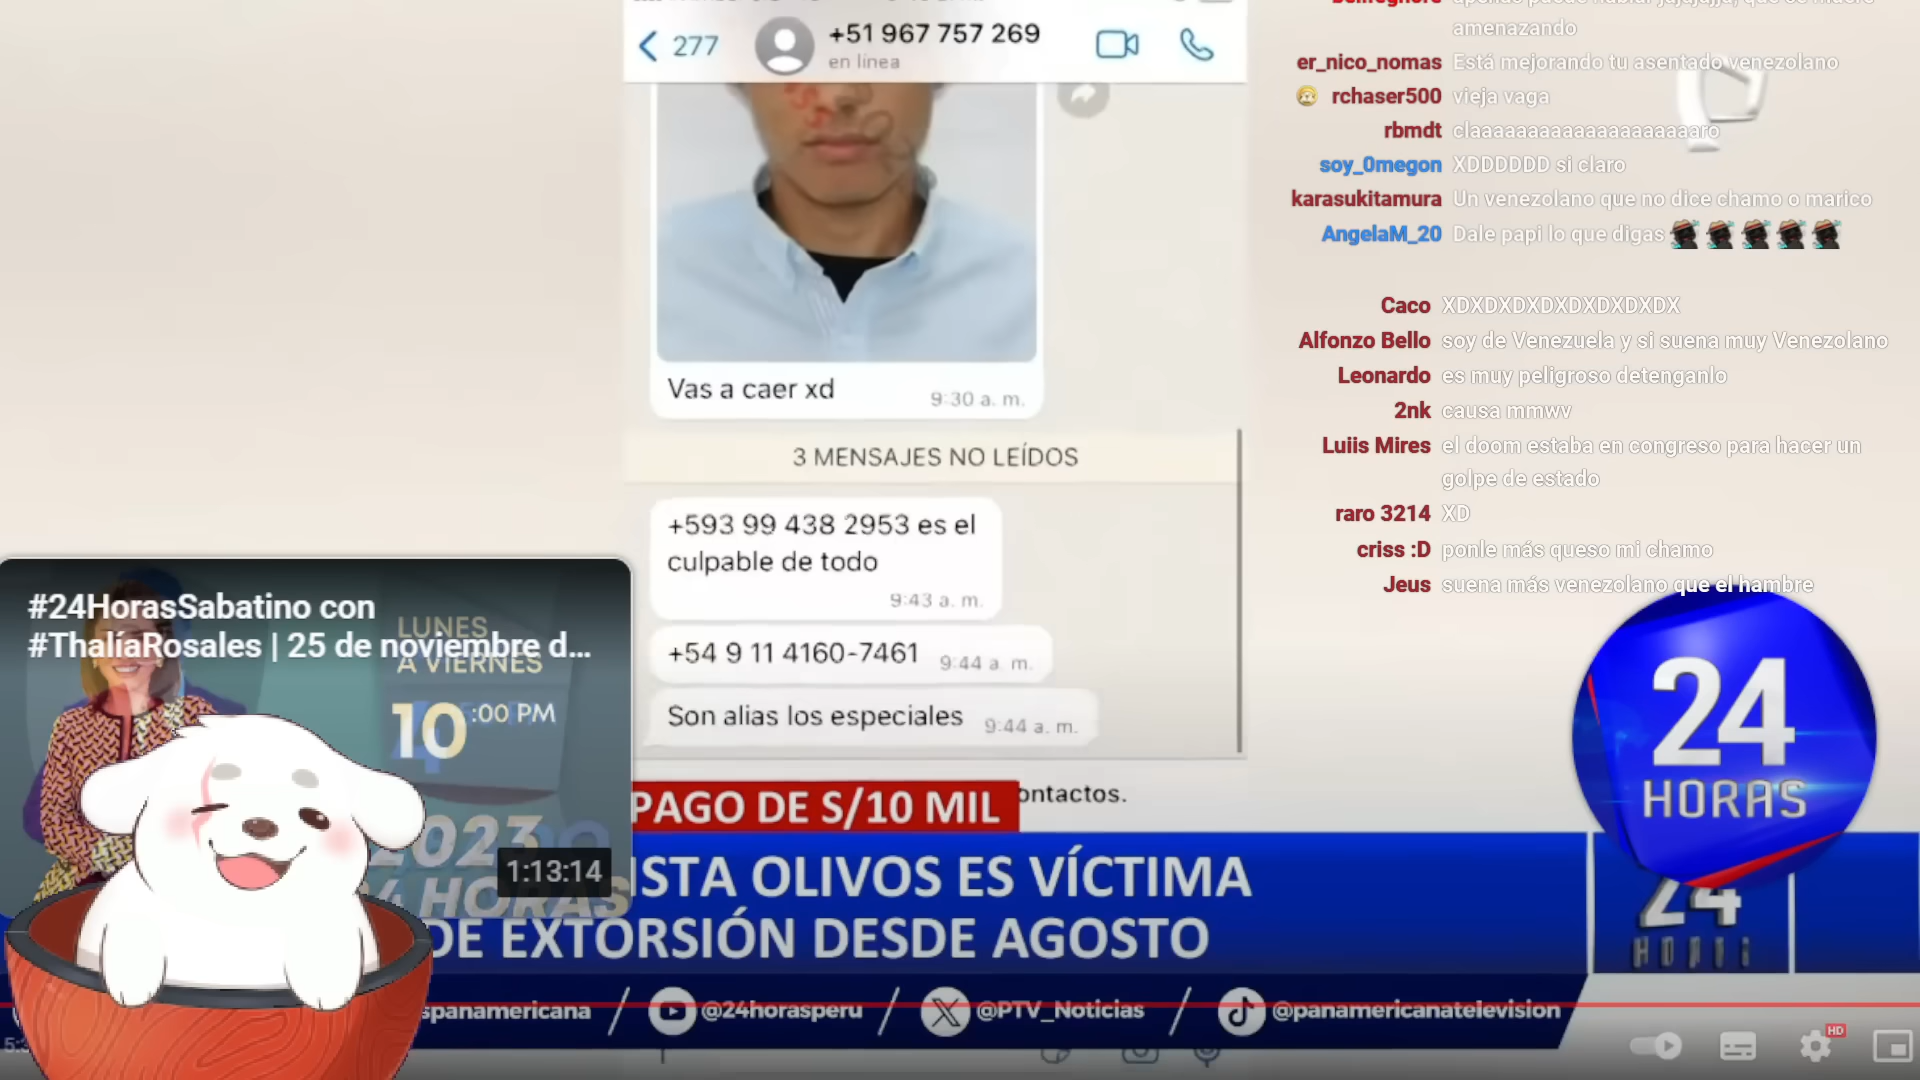 277
+51 967 757 269
en línea
Vas a caer xd
9:30 a. m.
3 MENSAJES NO LEÍDOS
+593 99 438 2953 es el
culpable de todo
9:43 a. m.
+54 9 11 4160-7461 9:44 a. m.
Son alias los especiales 9:44 a. m.
ontactos.
amenazando
er_nico_nomas Está mejorando tu asentado venezolano
rchaser500 vieja vaga
rbmdt claaaaaaaaaaaaaaaaaaaaaro
soy_0megon XDDDDDD si claro
karasukitamura Un venezolano que no dice chamo o marico
AngelaM_20 Dale papi lo que digas
Caco XDXDXDXDXDXDXDXDX
Alfonzo Bello soy de Venezuela y si suena muy Venezolano
Leonardo es muy peligroso detenganlo
2nk causa mmwv
Luiis Mires el doom estaba en congreso para hacer un
golpe de estado
raro 3214 XD
criss :D ponle más queso mi chamo
Jeus suena más venezolano que el hambre
#24HorasSabatino con
#ThalíaRosales | 25 de noviembre d...
LUNES
A VIERNES
10:00 PM
2023
24 HORAS
1:13:14
PAGO DE S/10 MIL
ISTA OLIVOS ES VÍCTIMA
DE EXTORSIÓN DESDE AGOSTO
24
HORAS
24
HORAS
spanamericana / @24horasperu / @PTV_Noticias / @panamericanatelevision
HD